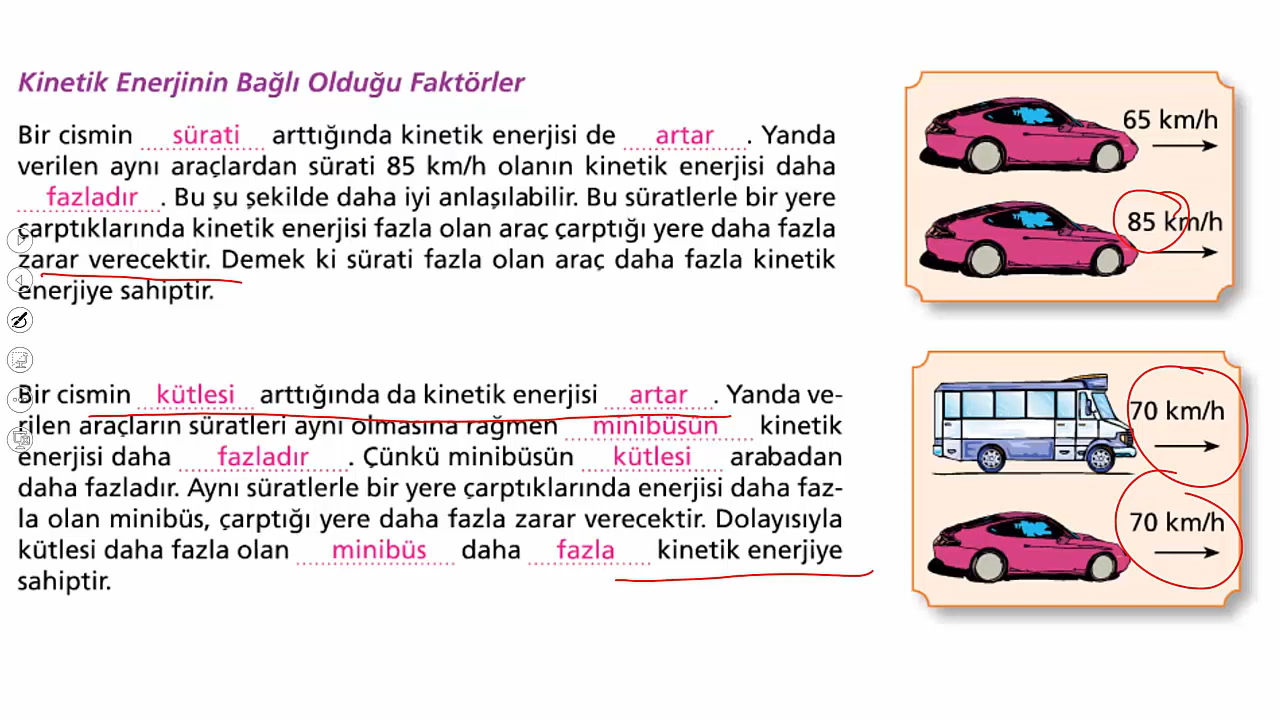 Kinetik Enerjinin Bağlı Olduğu Faktörler
Bir cismin sürati arttığında kinetik enerjisi de artar. Yanda
verilen aynı araçlardan sürati 85 km/h olanın kinetik enerjisi daha
fazladır. Bu şu şekilde daha iyi anlaşılabilir. Bu süratlerle bir yere
çarptıklarında kinetik enerjisi fazla olan araç çarptığı yere daha fazla
zarar verecektir. Demek ki sürati fazla olan araç daha fazla kinetik
enerjiye sahiptir.
65 km/h
85 km/h
Bir cismin kütlesi arttığında da kinetik enerjisi artar. Yanda ve-
rilen araçların süratleri aynı olmasına rağmen minibüsün kinetik
enerjisi daha fazladır. Çünkü minibüsün kütlesi arabadan
daha fazladır. Aynı süratlerle bir yere çarptıklarında enerjisi daha faz-
la olan minibüs, çarptığı yere daha fazla zarar verecektir. Dolayısıyla
kütlesi daha fazla olan minibüs daha fazla kinetik enerjiye
sahiptir.
70 km/h
70 km/h